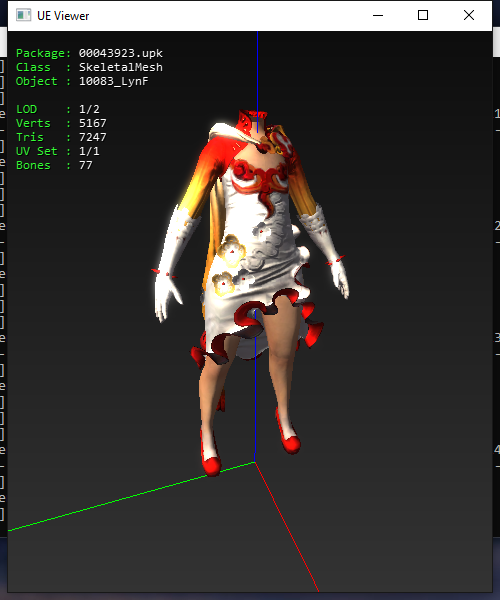 UE Viewer
Package: 00043923.upk
Class : SkeletalMesh
Object : 10083_LynF
LOD : 1/2
Verts : 5167
Tris : 7247
UV Set : 1/1
Bones : 77